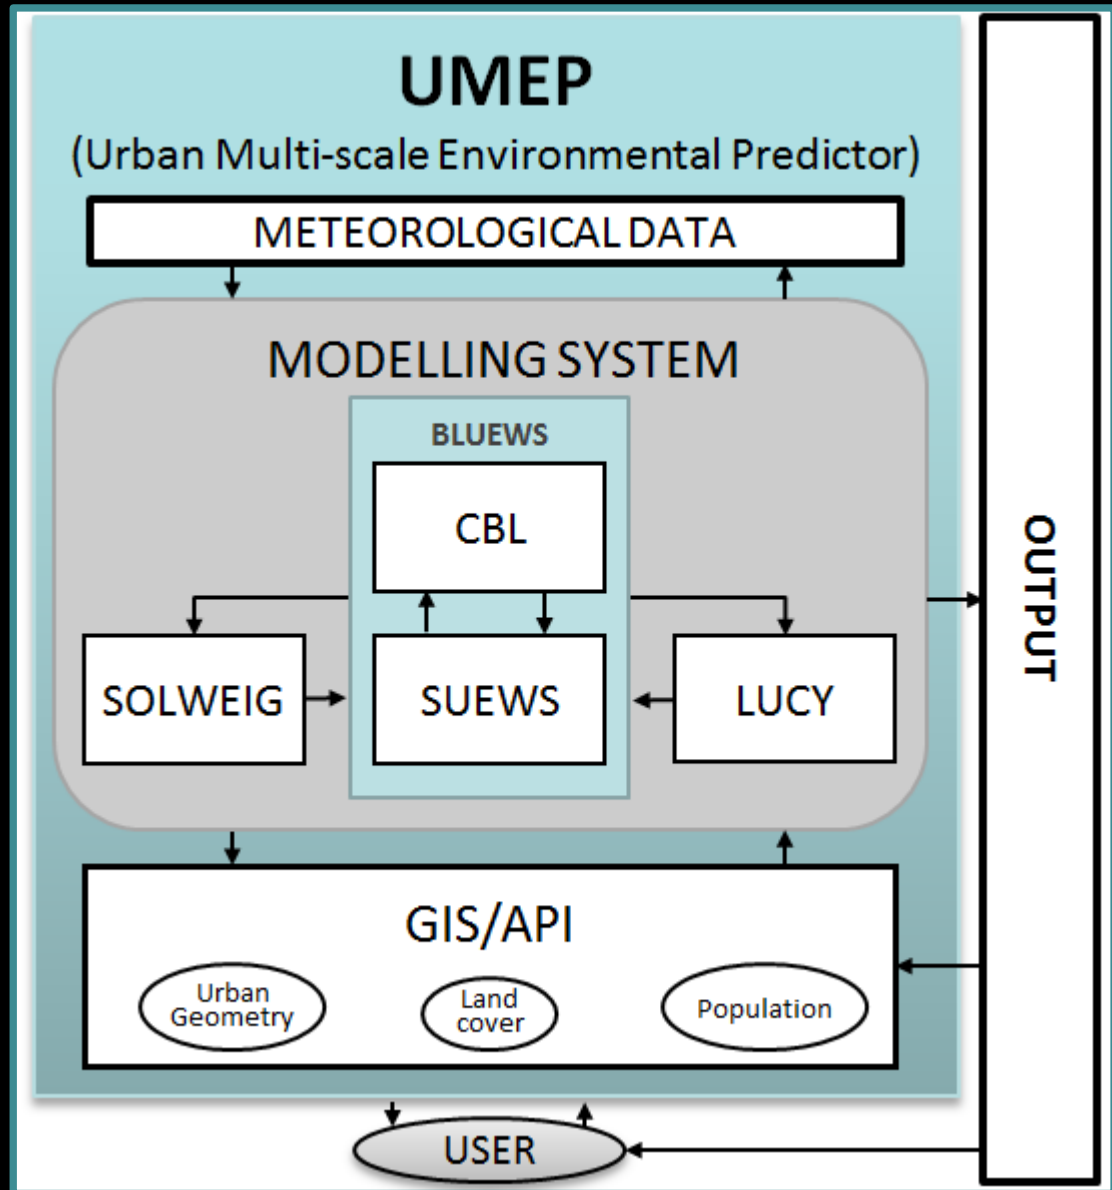 UMEP
(Urban Multi-scale Environmental Predictor)
METEOROLOGICAL DATA
MODELLING SYSTEM
BLUEWS
CBL
SOLWEIG
SUEWS
LUCY
OUTPUT
GIS/API
Urban
Geometry
Land
cover
Population
USER